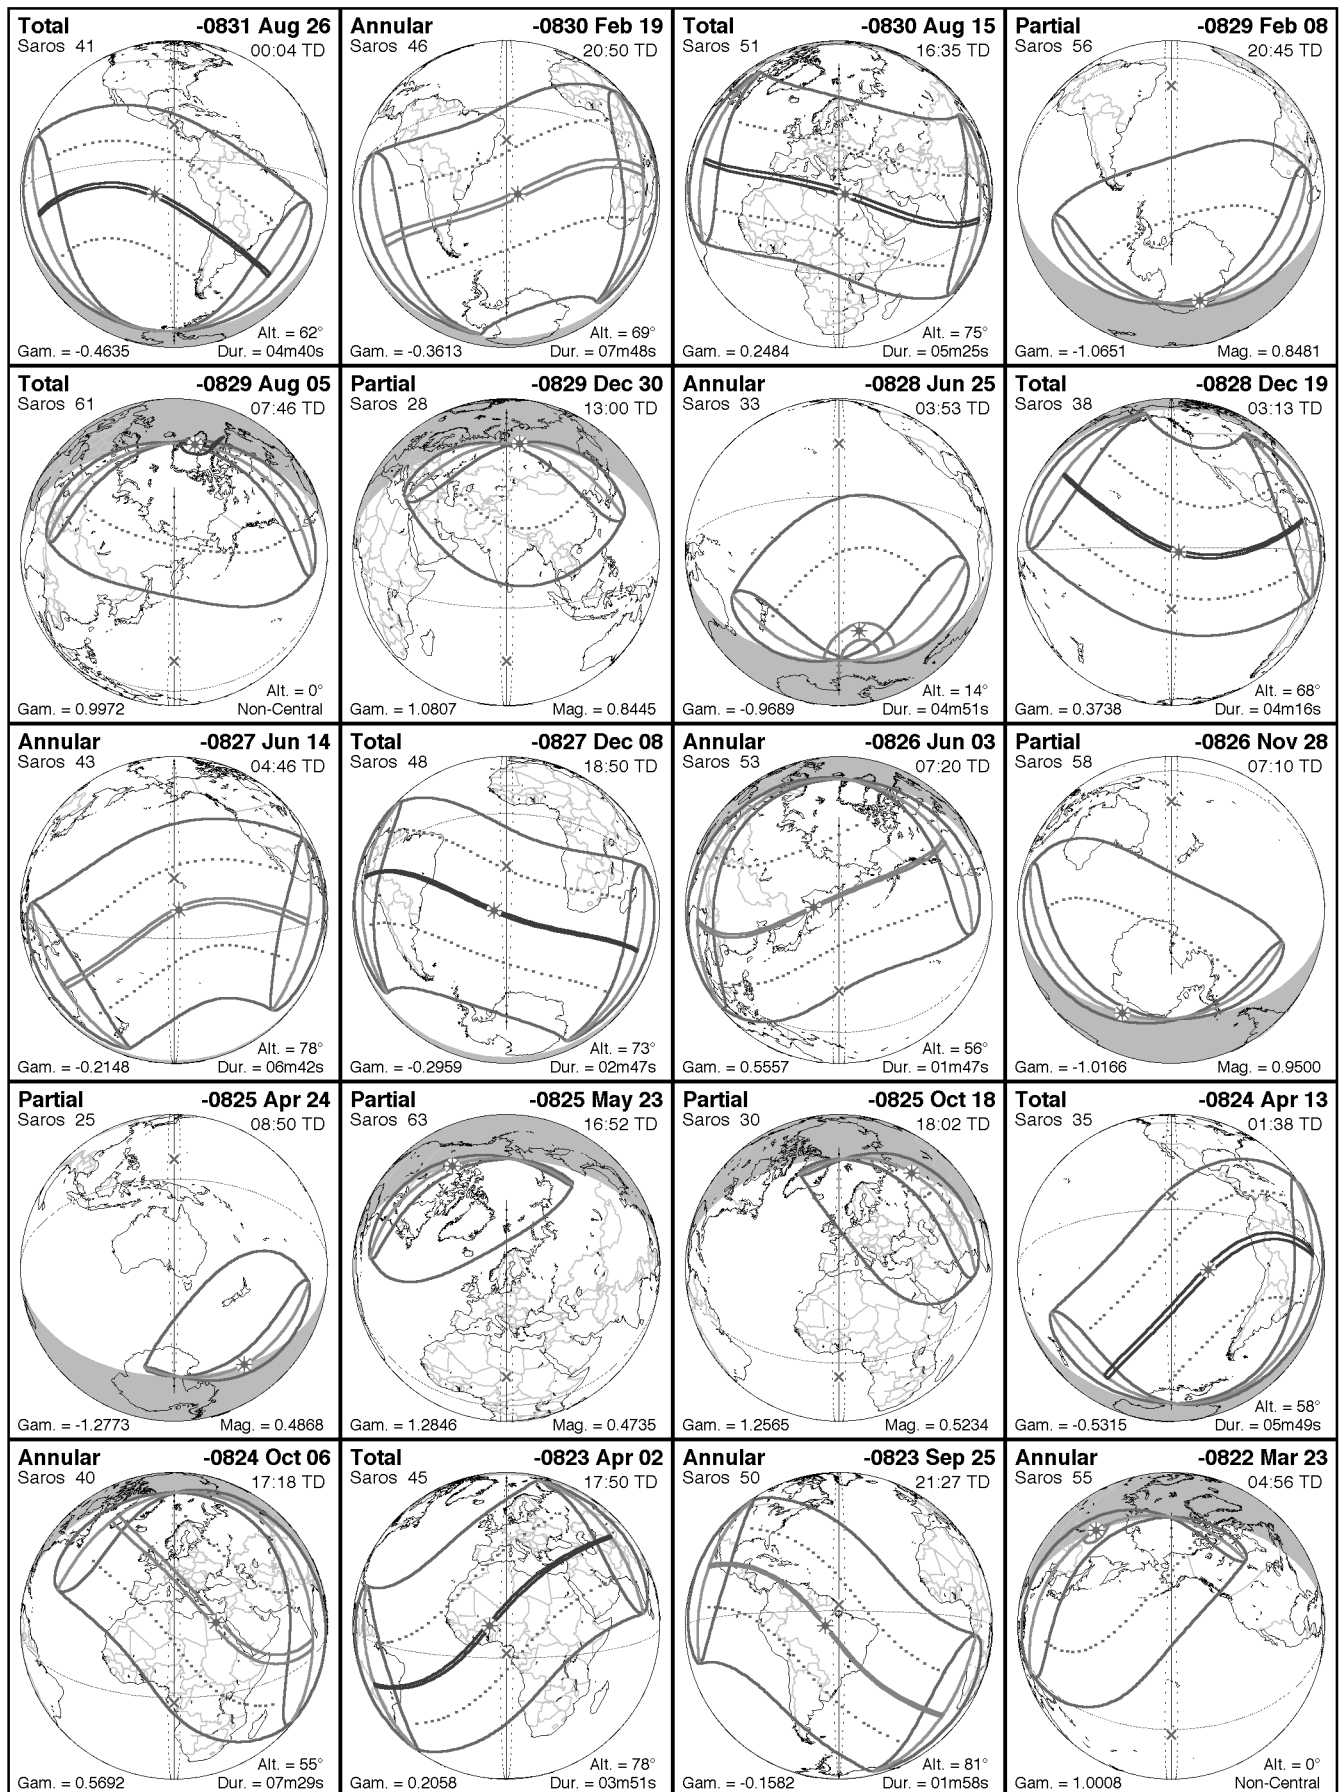 Total -0831 Aug 26
Saros 41 00:04 TD
Alt. = 62°
Gam. = -0.4635 Dur. = 04m40s
Annular -0830 Feb 19
Saros 46 20:50 TD
Alt. = 69°
Gam. = -0.3613 Dur. = 07m48s
Total -0830 Aug 15
Saros 51 16:35 TD
Alt. = 75°
Gam. = 0.2484 Dur. = 05m25s
Partial -0829 Feb 08
Saros 56 20:45 TD
Gam. = -1.0651 Mag. = 0.8481
Total -0829 Aug 05
Saros 61 07:46 TD
Alt. = 0°
Gam. = 0.9972 Non-Central
Partial -0829 Dec 30
Saros 28 13:00 TD
Gam. = 1.0807 Mag. = 0.8445
Annular -0828 Jun 25
Saros 33 03:53 TD
Alt. = 14°
Gam. = -0.9689 Dur. = 04m51s
Total -0828 Dec 19
Saros 38 03:13 TD
Alt. = 68°
Gam. = 0.3738 Dur. = 04m16s
Annular -0827 Jun 14
Saros 43 04:46 TD
Alt. = 78°
Gam. = -0.2148 Dur. = 06m42s
Total -0827 Dec 08
Saros 48 18:50 TD
Alt. = 73°
Gam. = -0.2959 Dur. = 02m47s
Annular -0826 Jun 03
Saros 53 07:20 TD
Alt. = 56°
Gam. = 0.5557 Dur. = 01m47s
Partial -0826 Nov 28
Saros 58 07:10 TD
Gam. = -1.0166 Mag. = 0.9500
Partial -0825 Apr 24
Saros 25 08:50 TD
Gam. = -1.2773 Mag. = 0.4868
Partial -0825 May 23
Saros 63 16:52 TD
Gam. = 1.2846 Mag. = 0.4735
Partial -0825 Oct 18
Saros 30 18:02 TD
Gam. = 1.2565 Mag. = 0.5234
Total -0824 Apr 13
Saros 35 01:38 TD
Alt. = 58°
Gam. = -0.5315 Dur. = 05m49s
Annular -0824 Oct 06
Saros 40 17:18 TD
Alt. = 55°
Gam. = 0.5692 Dur. = 07m29s
Total -0823 Apr 02
Saros 45 17:50 TD
Alt. = 78°
Gam. = 0.2058 Dur. = 03m51s
Annular -0823 Sep 25
Saros 50 21:27 TD
Alt. = 81°
Gam. = -0.1582 Dur. = 01m58s
Annular -0822 Mar 23
Saros 55 04:56 TD
Alt. = 0°
Gam. = 1.0008 Non-Central